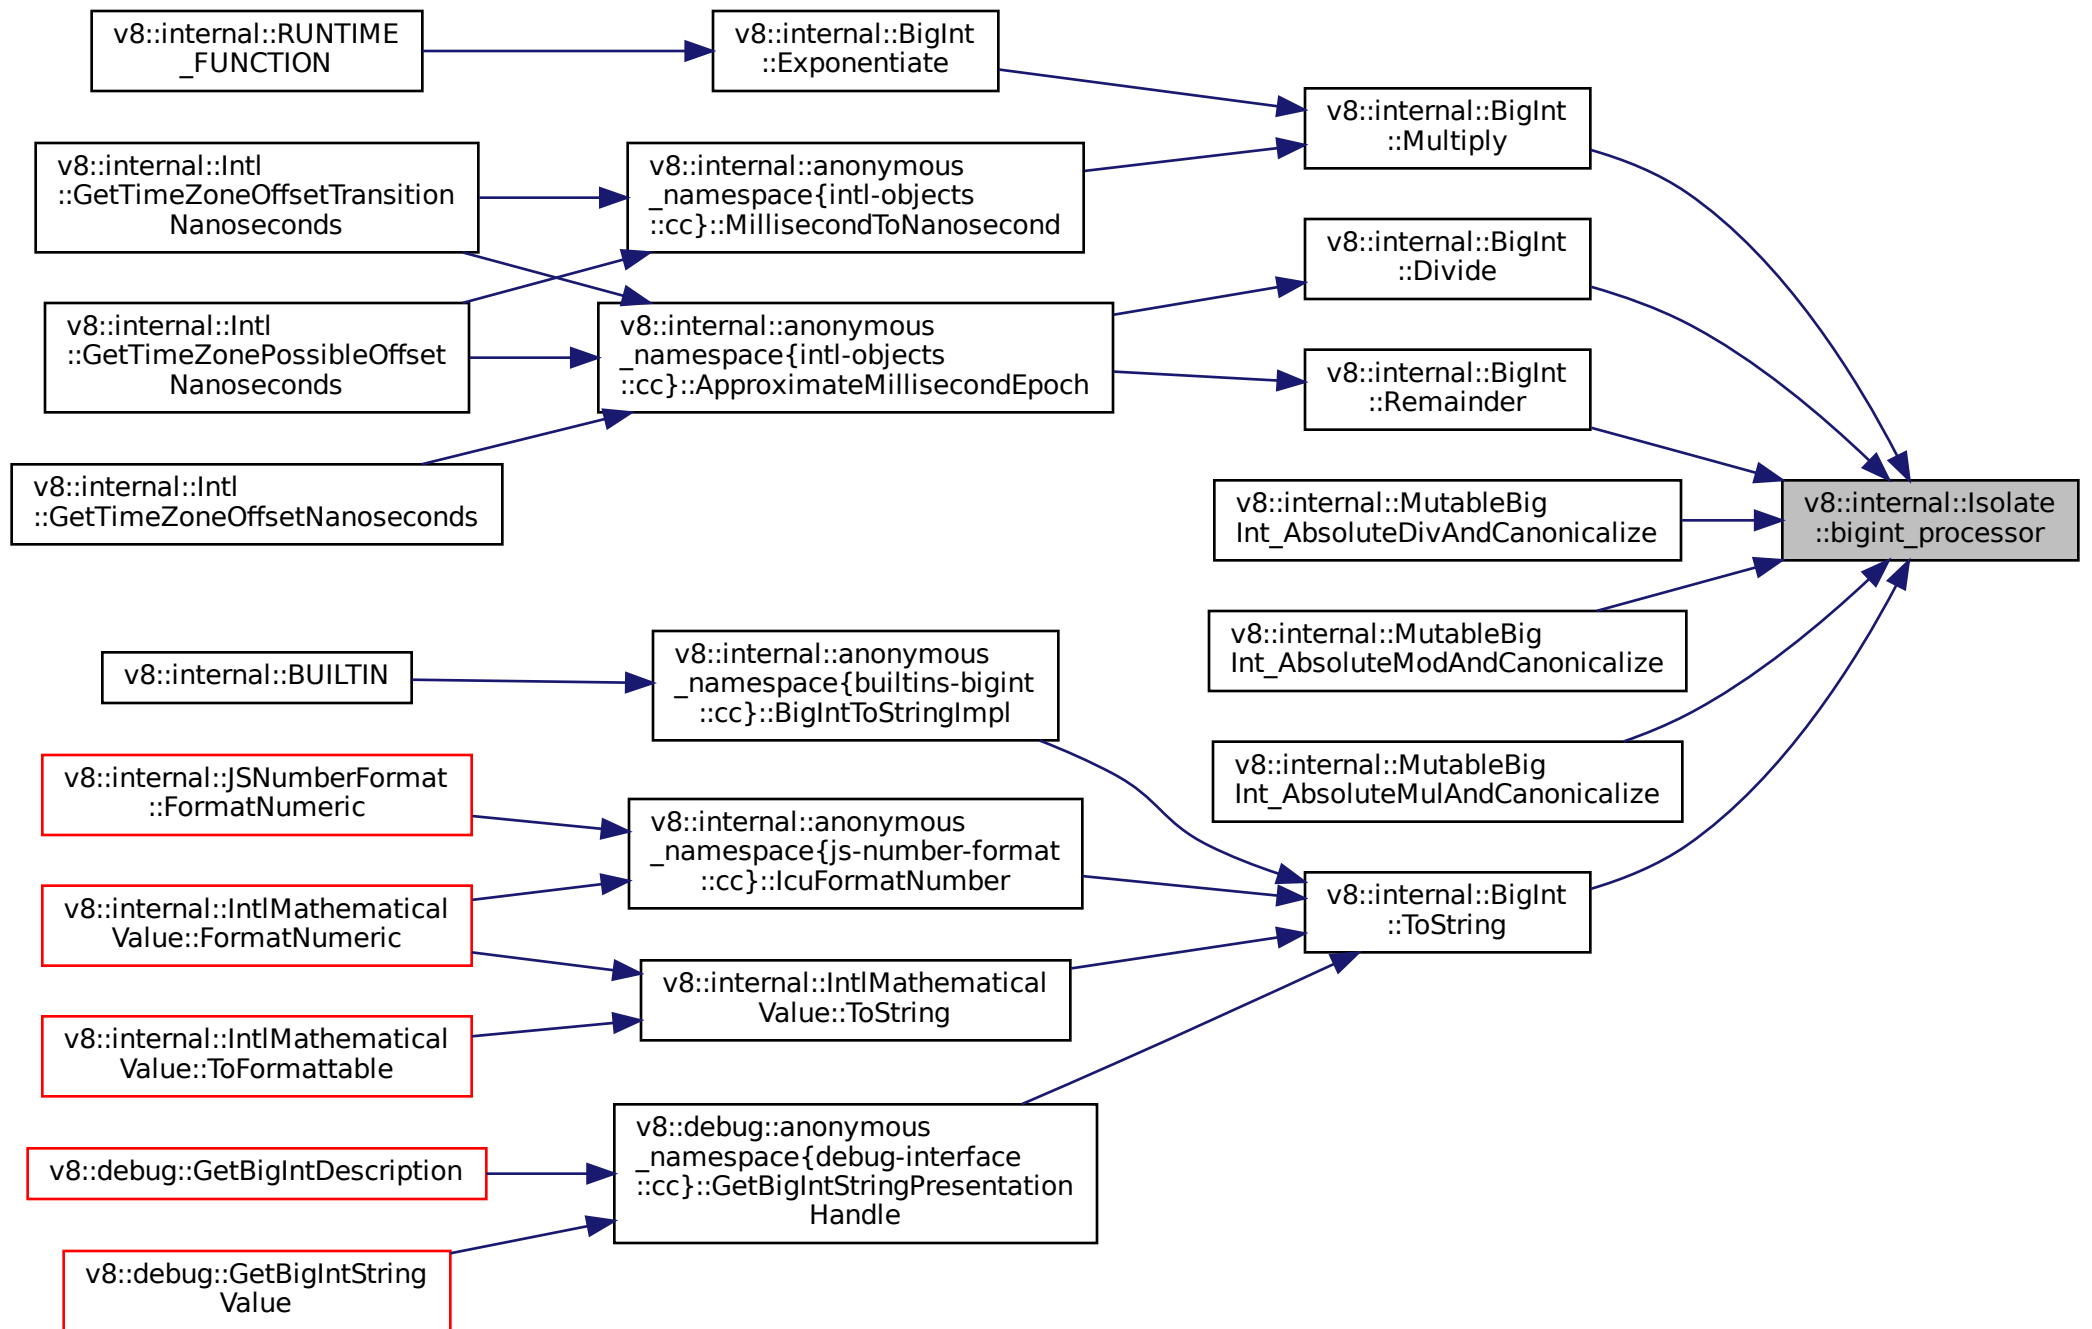 v8::internal::RUNTIME
_FUNCTION
v8::internal::BigInt
::Exponentiate
v8::internal::BigInt
::Multiply
v8::internal::Intl
::GetTimeZoneOffsetTransition
Nanoseconds
v8::internal::anonymous
_namespace{intl-objects
::cc}::MillisecondToNanosecond
v8::internal::BigInt
::Divide
v8::internal::Intl
::GetTimeZonePossibleOffset
Nanoseconds
v8::internal::anonymous
_namespace{intl-objects
::cc}::ApproximateMillisecondEpoch
v8::internal::BigInt
::Remainder
v8::internal::Intl
::GetTimeZoneOffsetNanoseconds
v8::internal::MutableBig
Int_AbsoluteDivAndCanonicalize
v8::internal::Isolate
::bigint_processor
v8::internal::MutableBig
Int_AbsoluteModAndCanonicalize
v8::internal::BUILTIN
v8::internal::anonymous
_namespace{builtins-bigint
::cc}::BigIntToStringImpl
v8::internal::MutableBig
Int_AbsoluteMulAndCanonicalize
v8::internal::JSNumberFormat
::FormatNumeric
v8::internal::anonymous
_namespace{js-number-format
::cc}::IcuFormatNumber
v8::internal::BigInt
::ToString
v8::internal::IntlMathematical
Value::FormatNumeric
v8::internal::IntlMathematical
Value::ToString
v8::internal::IntlMathematical
Value::ToFormattable
v8::debug::anonymous
_namespace{debug-interface
::cc}::GetBigIntStringPresentation
Handle
v8::debug::GetBigIntDescription
v8::debug::GetBigIntString
Value